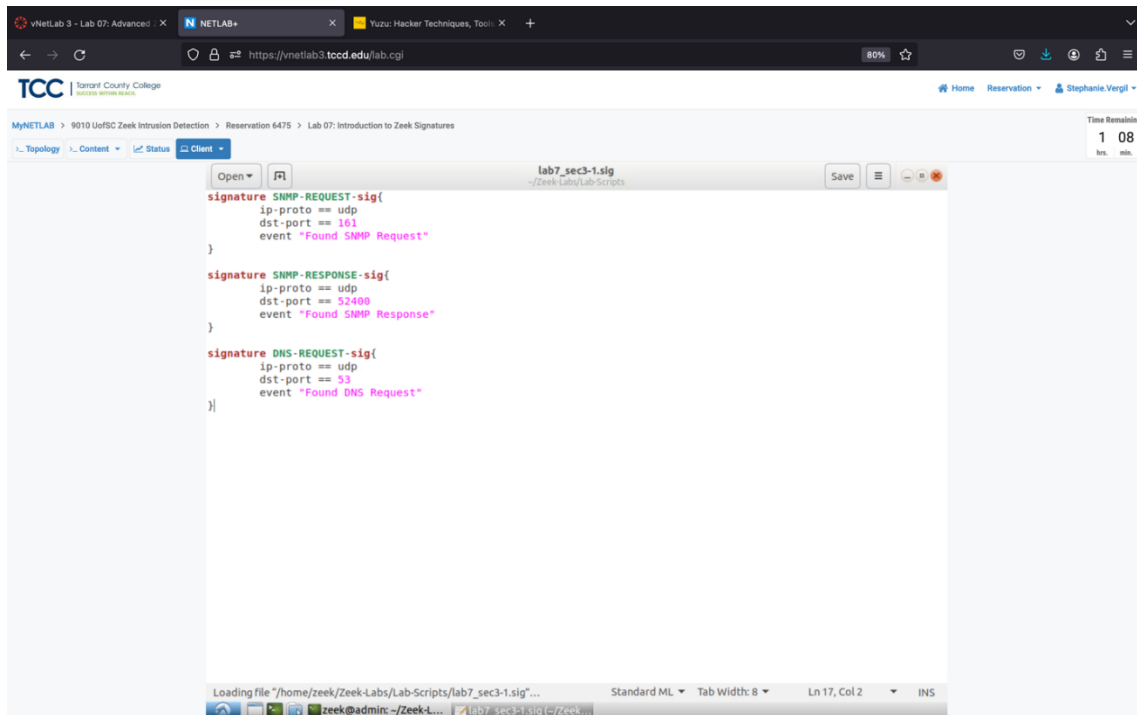 vNetLab 3 - Lab 07: Advanced
NETLAB+
Yuzu: Hacker Techniques, Tools
https://vnetlab3.tccd.edu/lab.cgi
80%
TCC Tarrant County College
SUCCESS WITHIN REACH.
Home Reservation Stephanie.Vergil
MyNETLAB > 9010 UofSC Zeek Intrusion Detection > Reservation 6475 > Lab 07: Introduction to Zeek Signatures
Time Remainin
1 08
hrs. min.
Topology Content Status Client
Open lab7_sec3-1.sig Save
~/Zeek-Labs/Lab-Scripts
signature SNMP-REQUEST-sig{
ip-proto == udp
dst-port == 161
event "Found SNMP Request"
}
signature SNMP-RESPONSE-sig{
ip-proto == udp
dst-port == 52400
event "Found SNMP Response"
}
signature DNS-REQUEST-sig{
ip-proto == udp
dst-port == 53
event "Found DNS Request"
}
Loading file "/home/zeek/Zeek-Labs/Lab-Scripts/lab7_sec3-1.sig"... Standard ML Tab Width: 8 Ln 17, Col 2 INS
zeek@admin: ~/Zeek-L... lab7_sec3-1.sig (~/Zeek...